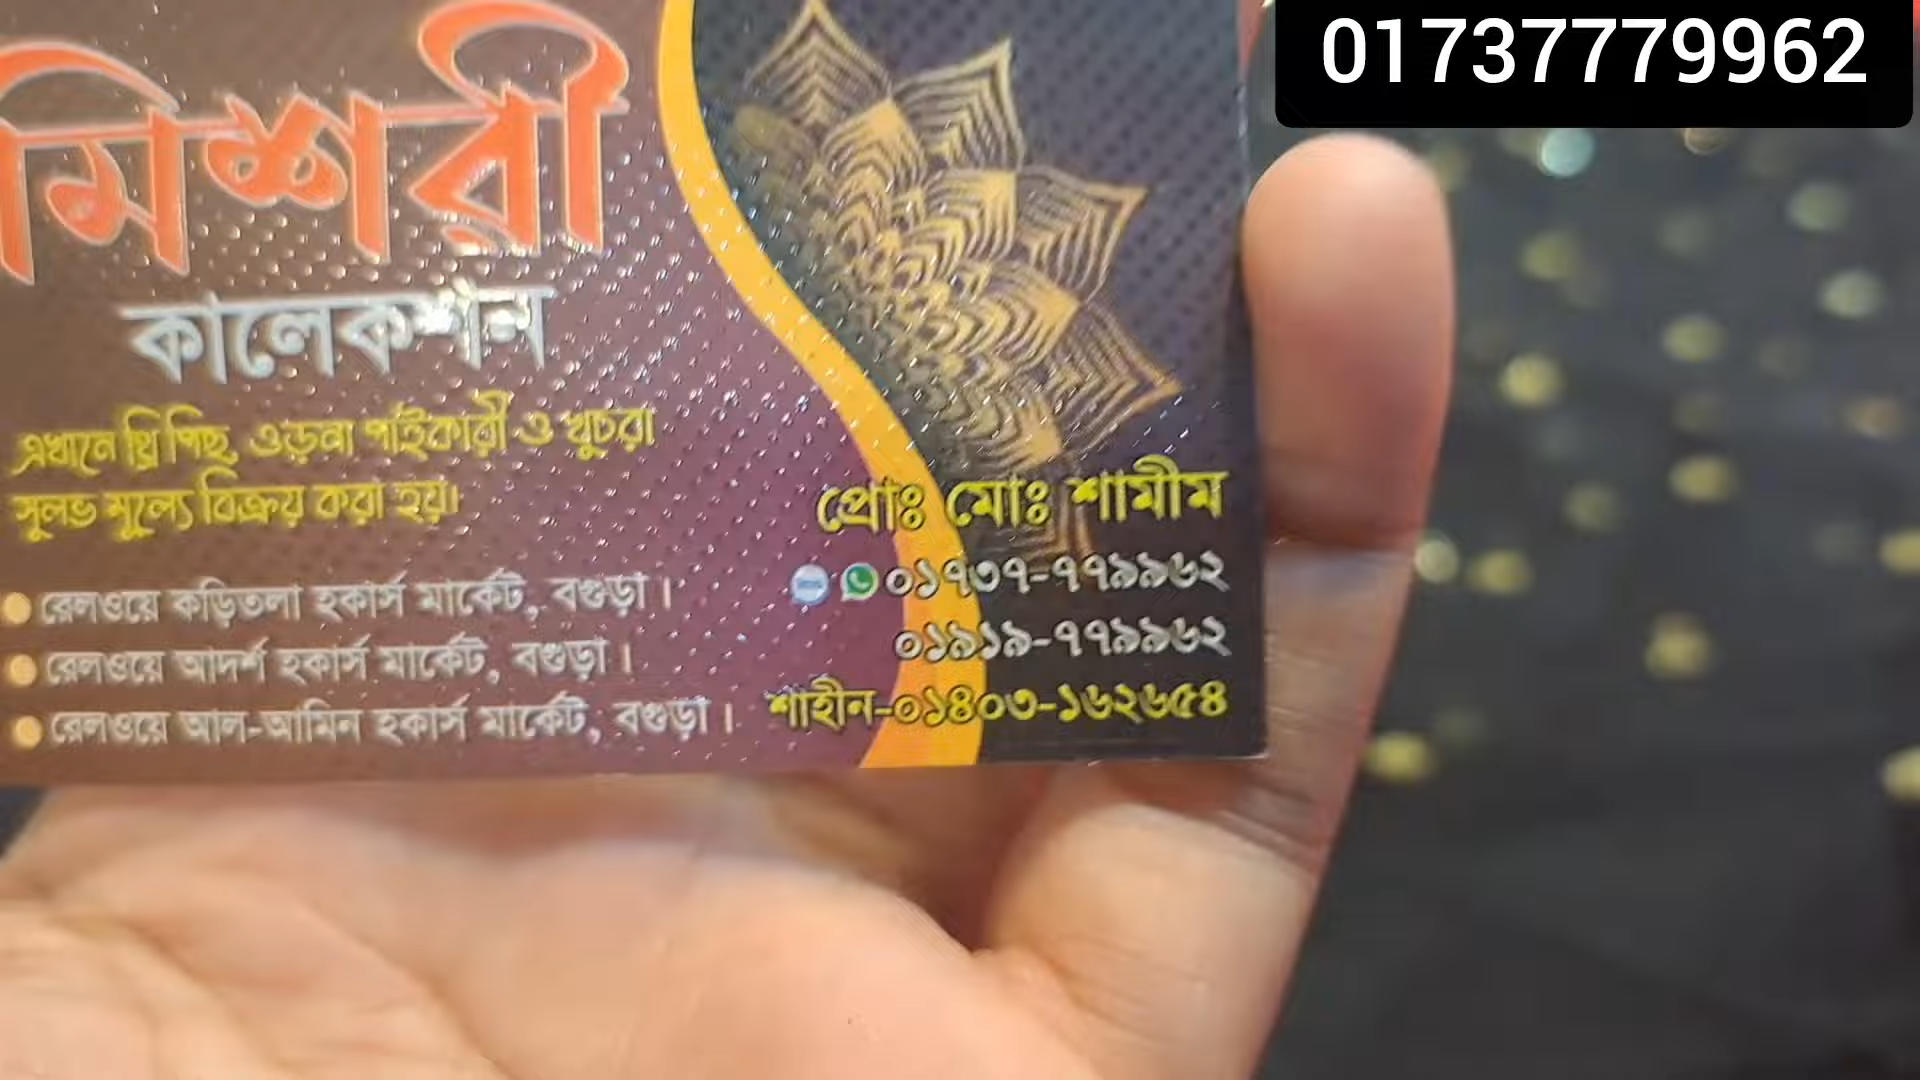 01737779962
মিশরী
কালেকশন
এখানে থ্রি পিছ, ওড়না পাইকারী ও খুচরা
সুলভ মূল্যে বিক্রয় করা হয়।
রেলওয়ে কড়িতলা হকার্স মার্কেট, বগুড়া।
রেলওয়ে আদর্শ হকার্স মার্কেট, বগুড়া।
রেলওয়ে আল-আমিন হকার্স মার্কেট, বগুড়া।
প্রোঃ মোঃ শামীম
০১৭৩৭-৭৭৯৯৬২
০১৯১৯-৭৭৯৯৬২
শাহীন-০১৪০৩-১৬২৬৫৪